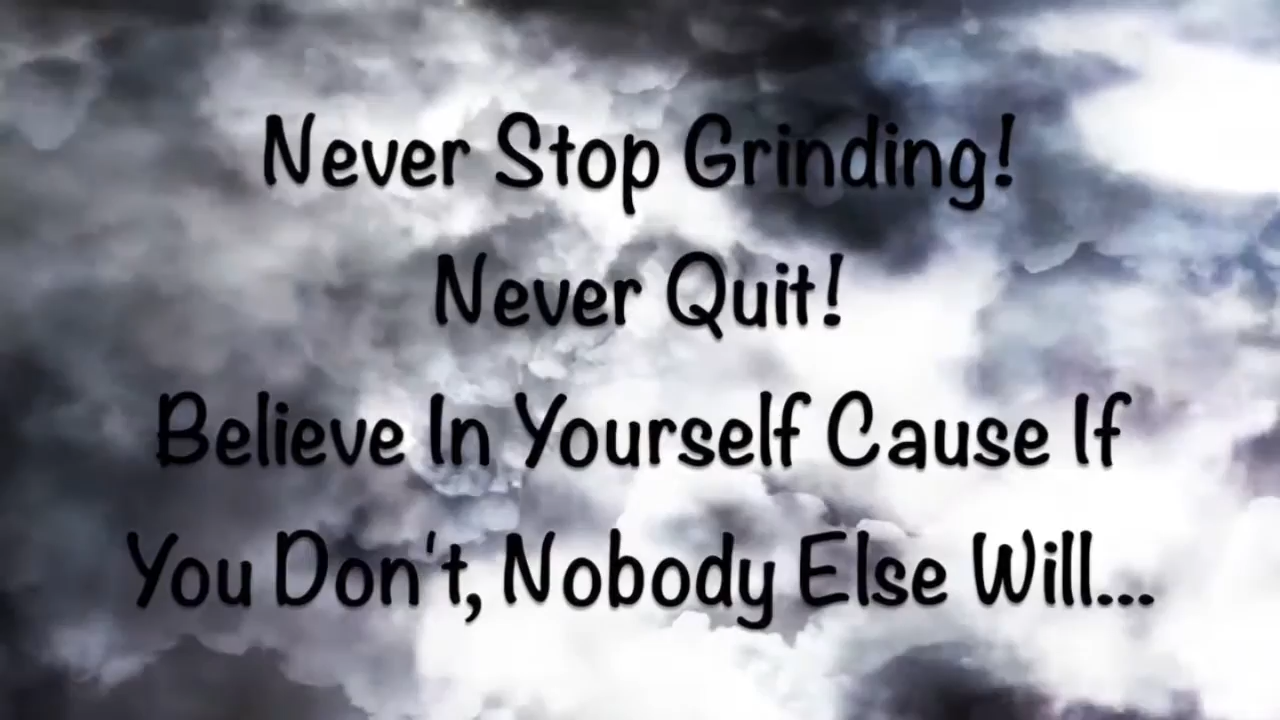 Never Stop Grinding!
Never Quit!
Believe In Yourself Cause If
You Don't, Nobody Else Will...